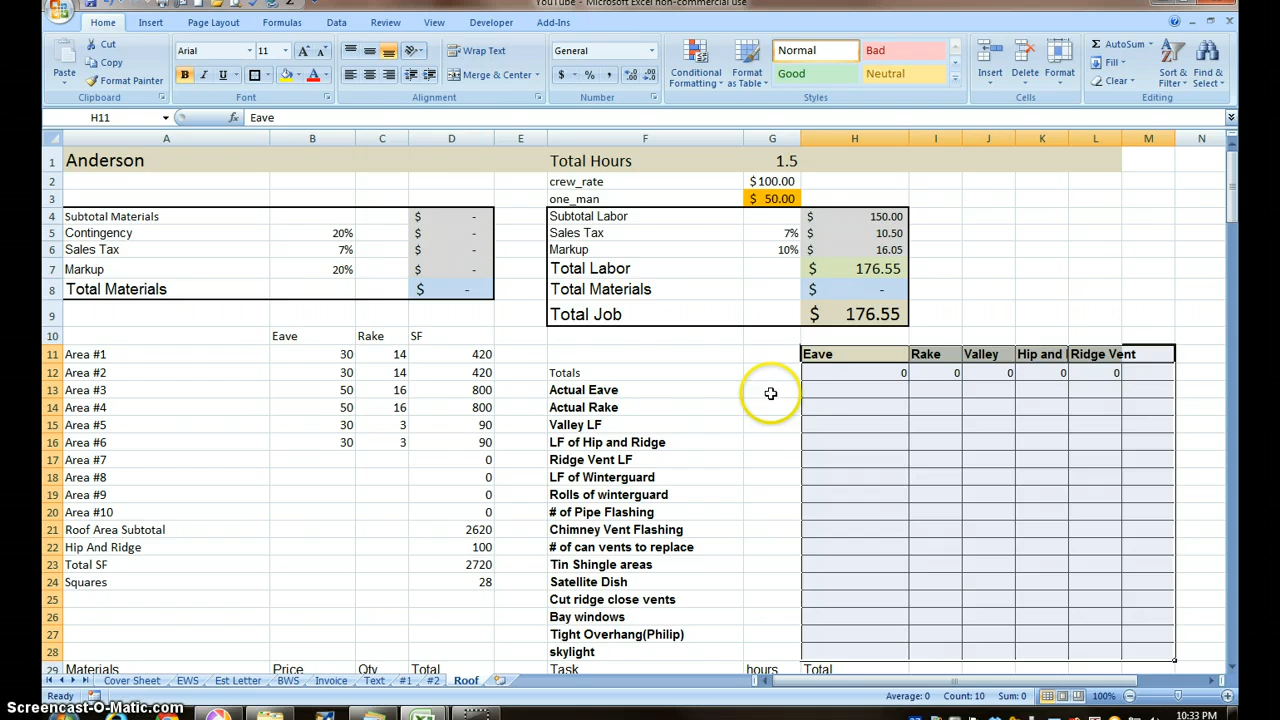 YouTube - Microsoft Excel non-commercial use
Home Insert Page Layout Formulas Data Review View Developer Add-Ins
Paste Cut Copy Format Painter Clipboard
Arial 11 B I U Font
Wrap Text Merge & Center Alignment
General $ % , Number
Conditional Formatting Format as Table Normal Bad Good Neutral Styles
Insert Delete Format Cells
AutoSum Fill Clear Sort & Filter Find & Select Editing
H11 fx Eave
A B C D E F G H I J K L M N
1 Anderson Total Hours 1.5
2 crew_rate $100.00
3 one_man $ 50.00
4 Subtotal Materials $ - Subtotal Labor $ 150.00
5 Contingency 20% $ - Sales Tax 7% $ 10.50
6 Sales Tax 7% $ - Markup 10% $ 16.05
7 Markup 20% $ - Total Labor $ 176.55
8 Total Materials $ - Total Materials $ -
9 Total Job $ 176.55
10 Eave Rake SF
11 Area #1 30 14 420 Eave Rake Valley Hip and Ridge Vent
12 Area #2 30 14 420 Totals 0 0 0 0 0
13 Area #3 50 16 800 Actual Eave
14 Area #4 50 16 800 Actual Rake
15 Area #5 30 3 90 Valley LF
16 Area #6 30 3 90 LF of Hip and Ridge
17 Area #7 0 Ridge Vent LF
18 Area #8 0 LF of Winterguard
19 Area #9 0 Rolls of winterguard
20 Area #10 0 # of Pipe Flashing
21 Roof Area Subtotal 2620 Chimney Vent Flashing
22 Hip And Ridge 100 # of can vents to replace
23 Total SF 2720 Tin Shingle areas
24 Squares 28 Satellite Dish
25 Cut ridge close vents
26 Bay windows
27 Tight Overhang(Philip)
28 skylight
29 Materials Price Qty Total Task hours Total
Cover Sheet EWS Est Letter BWS Invoice Text #1 #2 Roof
Ready Average: 0 Count: 10 Sum: 0 100%
Screencast-O-Matic.com 10:33 PM